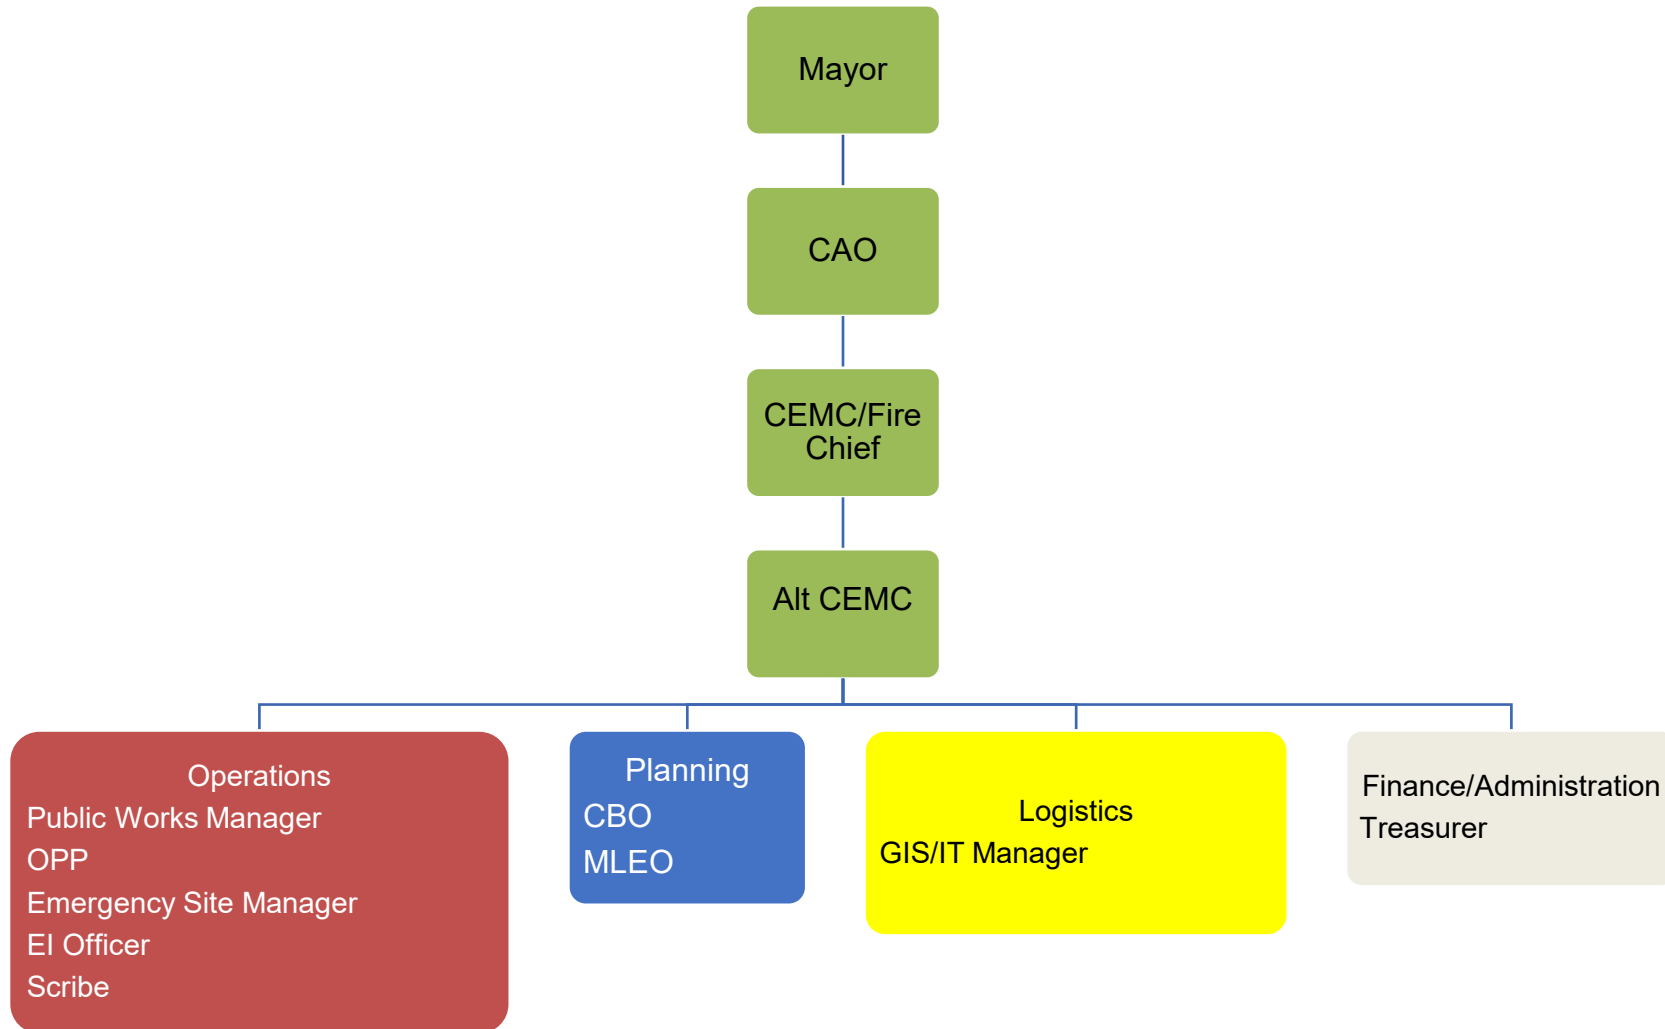 Mayor
CAO
CEMC/Fire
Chief
Alt CEMC
Operations
Public Works Manager
OPP
Emergency Site Manager
EI Officer
Scribe
Planning
CBO
MLEO
Logistics
GIS/IT Manager
Finance/Administration
Treasurer